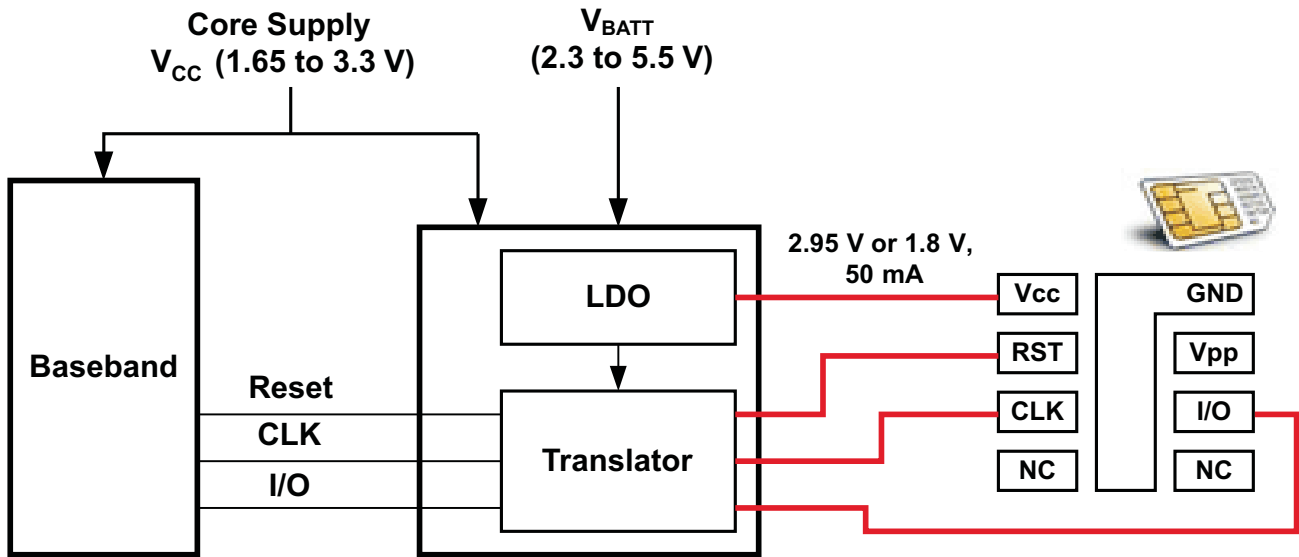 Core Supply
VCC (1.65 to 3.3 V)
VBATT
(2.3 to 5.5 V)
Baseband
Reset
CLK
I/O
LDO
Translator
2.95 V or 1.8 V,
50 mA
Vcc
RST
CLK
NC
GND
Vpp
I/O
NC